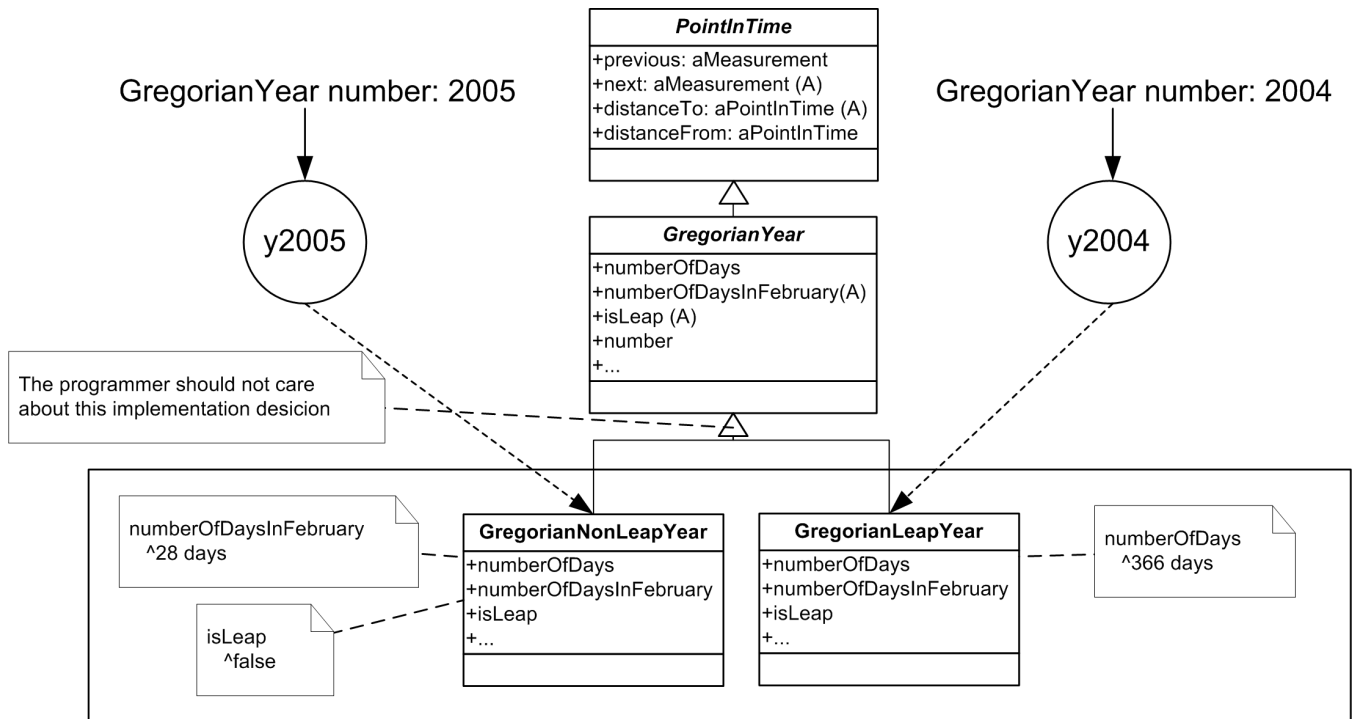 PointInTime
+previous: aMeasurement
+next: aMeasurement (A)
+distanceTo: aPointInTime (A)
+distanceFrom: aPointInTime
GregorianYear number: 2005
GregorianYear number: 2004
y2005
y2004
GregorianYear
+numberOfDays
+numberOfDaysInFebruary(A)
+isLeap (A)
+number
+...
The programmer should not care
about this implementation desicion
numberOfDaysInFebruary
^28 days
isLeap
^false
GregorianNonLeapYear
+numberOfDays
+numberOfDaysInFebruary
+isLeap
+...
GregorianLeapYear
+numberOfDays
+numberOfDaysInFebruary
+isLeap
+...
numberOfDays
^366 days